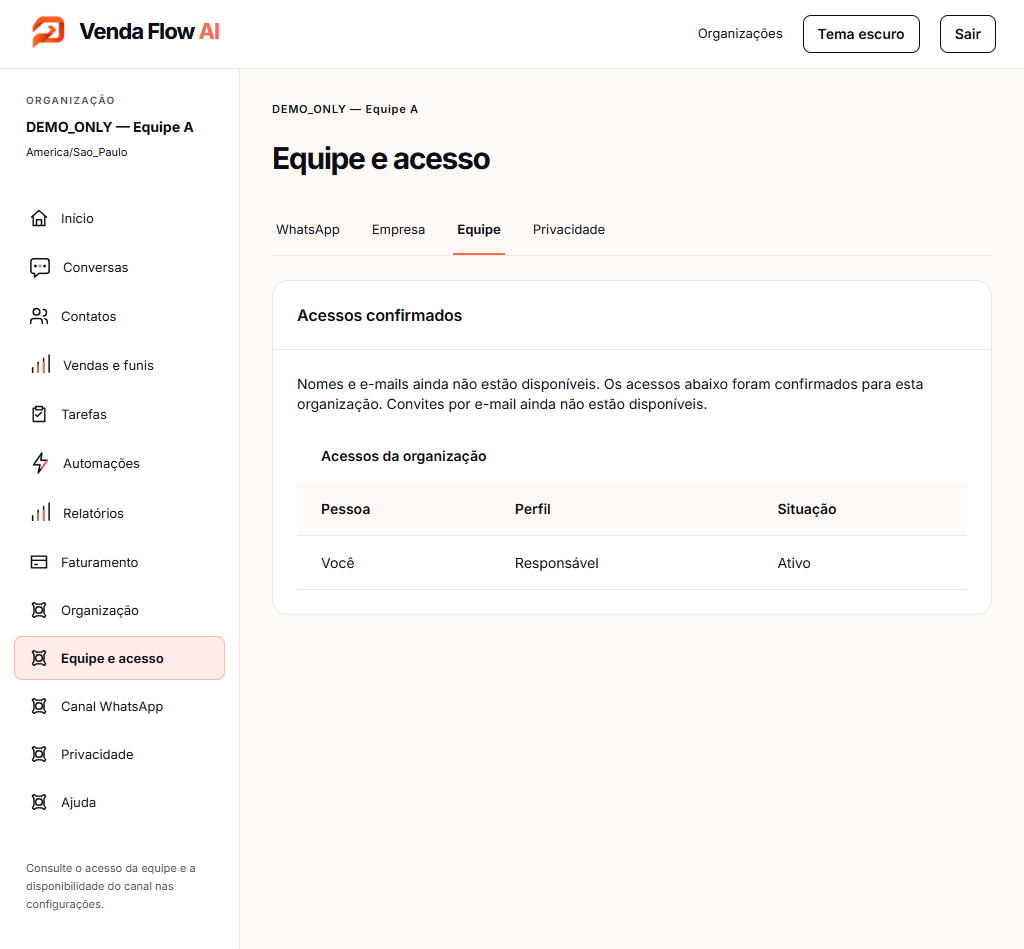 Venda Flow AI
Organizações
Tema escuro
Sair
ORGANIZAÇÃO
DEMO_ONLY — Equipe A
America/Sao_Paulo
Início
Conversas
Contatos
Vendas e funis
Tarefas
Automações
Relatórios
Faturamento
Organização
Equipe e acesso
Canal WhatsApp
Privacidade
Ajuda
Consulte o acesso da equipe e a
disponibilidade do canal nas
configurações.
DEMO_ONLY — Equipe A
Equipe e acesso
WhatsApp
Empresa
Equipe
Privacidade
Acessos confirmados
Nomes e e-mails ainda não estão disponíveis. Os acessos abaixo foram confirmados para esta
organização. Convites por e-mail ainda não estão disponíveis.
Acessos da organização
Pessoa Perfil Situação
Você Responsável Ativo